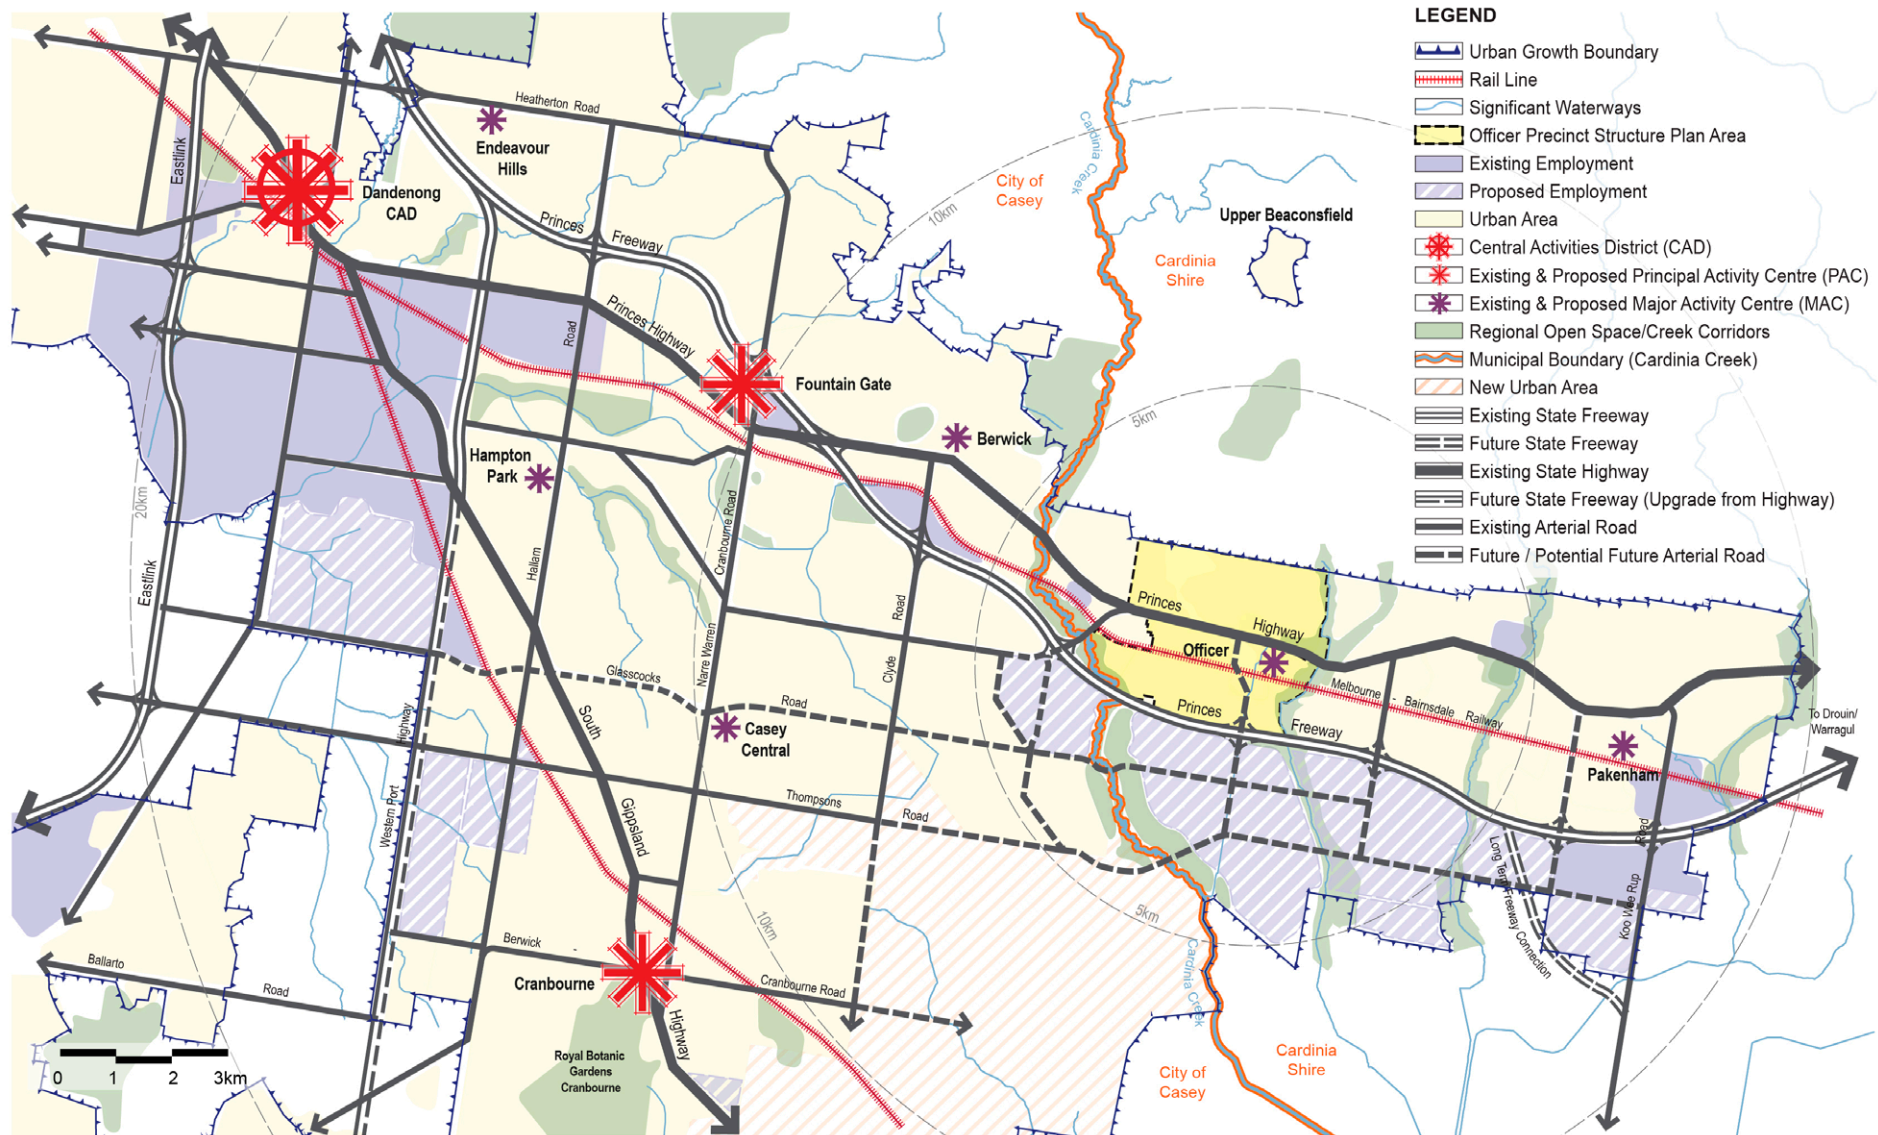 LEGEND
Urban Growth Boundary
Rail Line
Significant Waterways
Officer Precinct Structure Plan Area
Existing Employment
Proposed Employment
Urban Area
Central Activities District (CAD)
Existing & Proposed Principal Activity Centre (PAC)
Existing & Proposed Major Activity Centre (MAC)
Regional Open Space/Creek Corridors
Municipal Boundary (Cardinia Creek)
New Urban Area
Existing State Freeway
Future State Freeway
Existing State Highway
Future State Freeway (Upgrade from Highway)
Existing Arterial Road
Future / Potential Future Arterial Road
Heatherton Road
Endeavour
Hills
Eastlink
Dandenong
CAD
Princes
Freeway
City of
Casey
Cardinia Creek
10km
Upper Beaconsfield
Cardinia
Shire
Princes Highway
Road
Fountain Gate
5km
Berwick
Hampton
Park
20km
Cranbourne Road
Hallam
Eastlink
Road
Princes
Highway
Officer
Narre Warren
Clyde
Glasscocks
Road
Melbourne - Bairnsdale Railway
Princes
Freeway
To Drouin/
Warragul
Highway
South
Casey
Central
Pakenham
Western Port
Gippsland
Thompsons
Road
Road
Long Term Freeway Connection
Koo Wee Rup
10km
5km
Berwick -
Cranbourne Road
Cranbourne
Ballarto
Road
Cardinia Creek
Highway
Royal Botanic
Gardens
Cranbourne
Cardinia
Shire
City of
Casey
0 1 2 3km